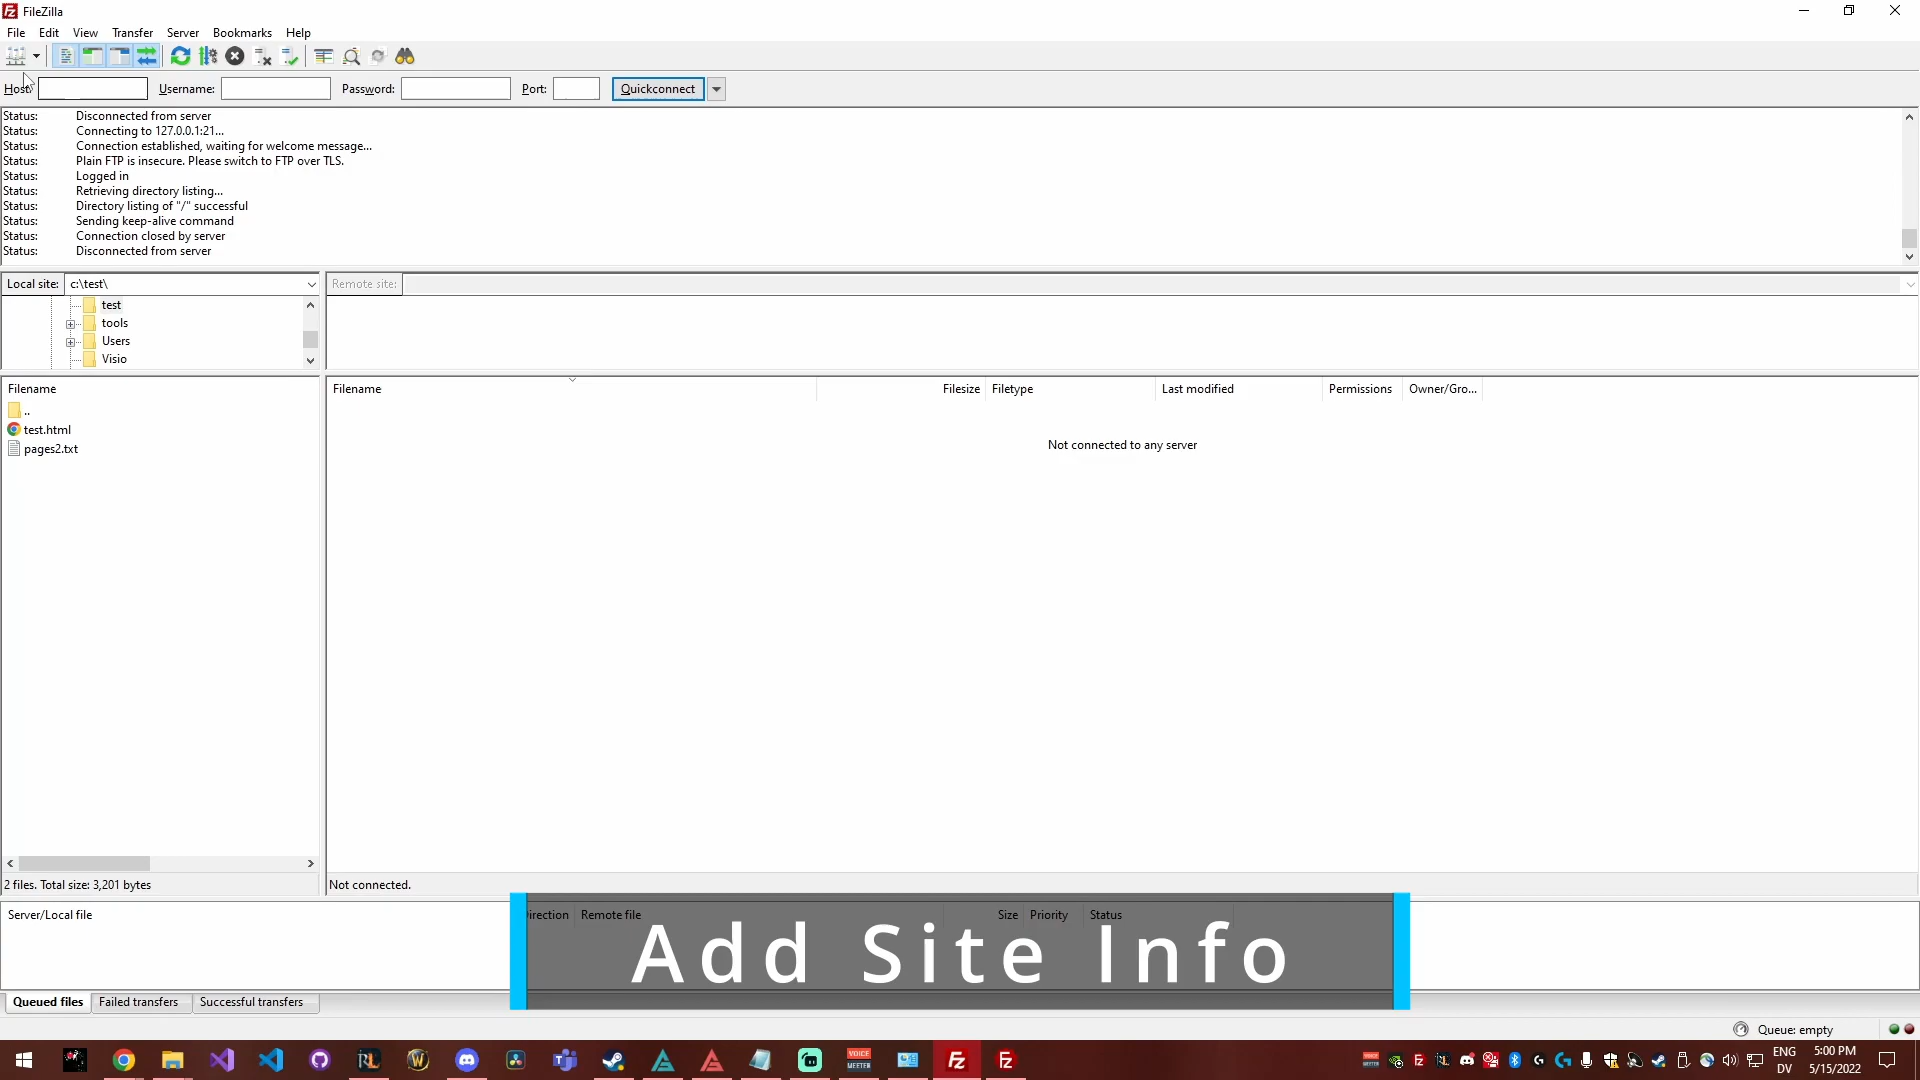 FileZilla
File Edit View Transfer Server Bookmarks Help
Host: Username: Password: Port: Quickconnect
Status: Disconnected from server
Status: Connecting to 127.0.0.1:21...
Status: Connection established, waiting for welcome message...
Status: Plain FTP is insecure. Please switch to FTP over TLS.
Status: Logged in
Status: Retrieving directory listing...
Status: Directory listing of "/" successful
Status: Sending keep-alive command
Status: Connection closed by server
Status: Disconnected from server
Local site: c:\test\ Remote site:
test
tools
Users
Visio
Filename Filename Filesize Filetype Last modified Permissions Owner/Gro...
..
test.html
pages2.txt
Not connected to any server
2 files. Total size: 3,201 bytes Not connected.
Server/Local file Direction Remote file Size Priority Status
Add Site Info
Queued files Failed transfers Successful transfers
Queue: empty
ENG 5:00 PM
DV 5/15/2022